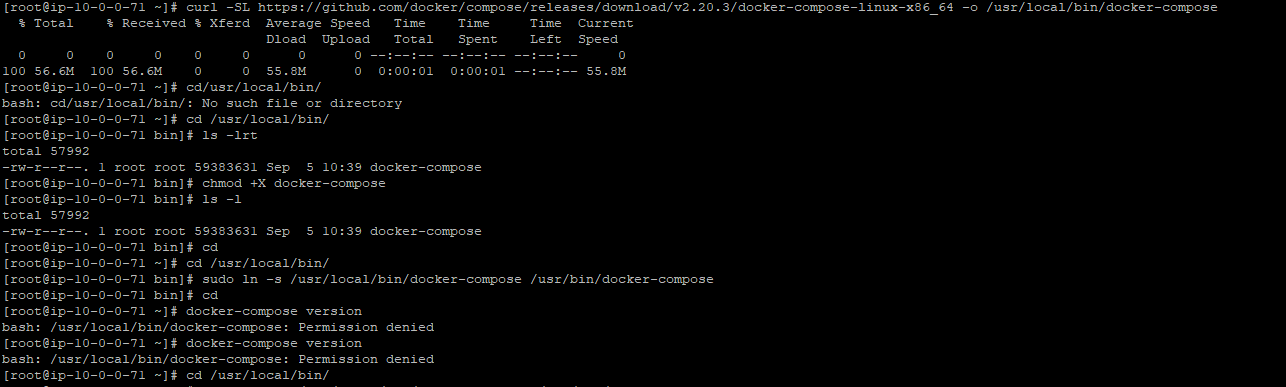 [root@ip-10-0-0-71 ~]# curl -SL https://github.com/docker/compose/releases/download/v2.20.3/docker-compose-linux-x86_64 -o /usr/local/bin/docker-compose
% Total % Received % Xferd Average Speed Time Time Time Current
Dload Upload Total Spent Left Speed
0 0 0 0 0 0 0 0 --:--:-- --:--:-- --:--:-- 0
100 56.6M 100 56.6M 0 0 55.8M 0 0:00:01 0:00:01 --:--:-- 55.8M
[root@ip-10-0-0-71 ~]# cd/usr/local/bin/
bash: cd/usr/local/bin/: No such file or directory
[root@ip-10-0-0-71 ~]# cd /usr/local/bin/
[root@ip-10-0-0-71 bin]# ls -lrt
total 57992
-rw-r--r--. 1 root root 59383631 Sep 5 10:39 docker-compose
[root@ip-10-0-0-71 bin]# chmod +X docker-compose
[root@ip-10-0-0-71 bin]# ls -l
total 57992
-rw-r--r--. 1 root root 59383631 Sep 5 10:39 docker-compose
[root@ip-10-0-0-71 bin]# cd
[root@ip-10-0-0-71 ~]# cd /usr/local/bin/
[root@ip-10-0-0-71 bin]# sudo ln -s /usr/local/bin/docker-compose /usr/bin/docker-compose
[root@ip-10-0-0-71 bin]# cd
[root@ip-10-0-0-71 ~]# docker-compose version
bash: /usr/local/bin/docker-compose: Permission denied
[root@ip-10-0-0-71 ~]# docker-compose version
bash: /usr/local/bin/docker-compose: Permission denied
[root@ip-10-0-0-71 ~]# cd /usr/local/bin/